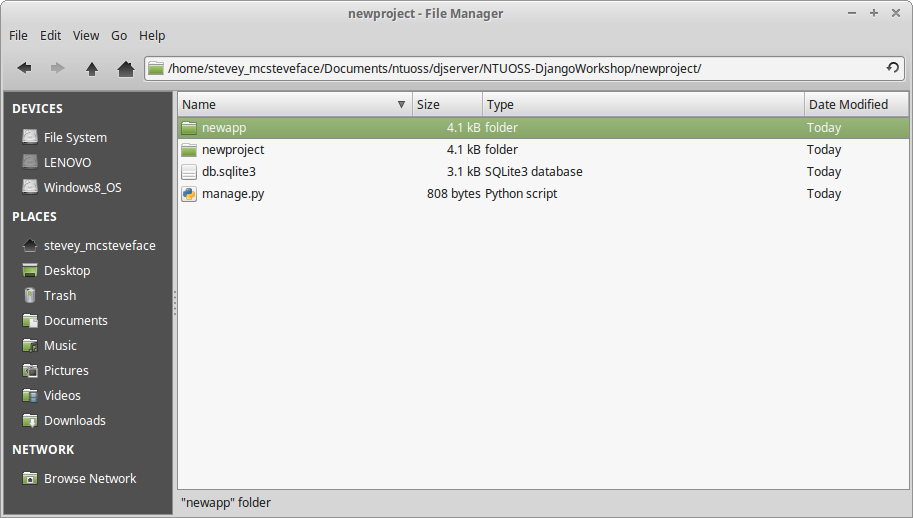 newproject - File Manager
File Edit View Go Help
/home/stevey_mcsteveface/Documents/ntuoss/djserver/NTUOSS-DjangoWorkshop/newproject/
DEVICES
File System
LENOVO
Windows8_OS
PLACES
stevey_mcsteveface
Desktop
Trash
Documents
Music
Pictures
Videos
Downloads
NETWORK
Browse Network
Name Size Type Date Modified
newapp 4.1 kB folder Today
newproject 4.1 kB folder Today
db.sqlite3 3.1 kB SQLite3 database Today
manage.py 808 bytes Python script Today
"newapp" folder